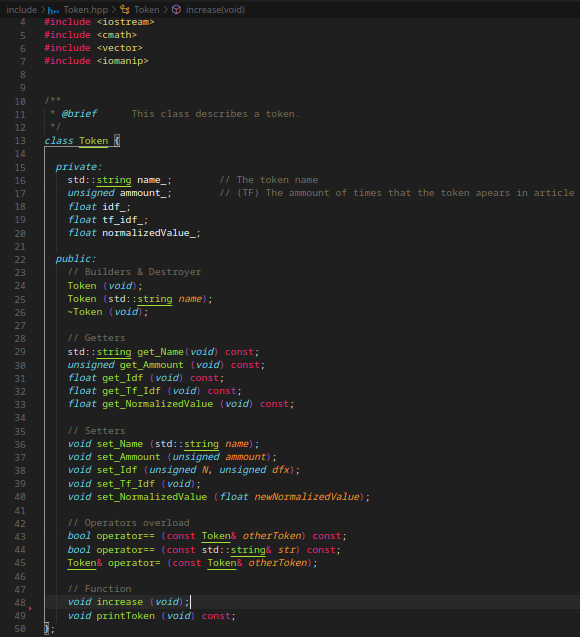 include > h++ Token.hpp > Token > increase(void)
4 #include <iostream>
5 #include <cmath>
6 #include <vector>
7 #include <iomanip>
8
9
10 /**
11 * @brief This class describes a token.
12 */
13 class Token {
14
15 private:
16 std::string name_; // The token name
17 unsigned ammount_; // (TF) The ammount of times that the token apears in article
18 float idf_;
19 float tf_idf_;
20 float normalizedValue_;
21
22 public:
23 // Builders & Destroyer
24 Token (void);
25 Token (std::string name);
26 ~Token (void);
27
28 // Getters
29 std::string get_Name(void) const;
30 unsigned get_Ammount (void) const;
31 float get_Idf (void) const;
32 float get_Tf_Idf (void) const;
33 float get_NormalizedValue (void) const;
34
35 // Setters
36 void set_Name (std::string name);
37 void set_Ammount (unsigned ammount);
38 void set_Idf (unsigned N, unsigned dfx);
39 void set_Tf_Idf (void);
40 void set_NormalizedValue (float newNormalizedValue);
41
42 // Operators overload
43 bool operator== (const Token& otherToken) const;
44 bool operator== (const std::string& str) const;
45 Token& operator= (const Token& otherToken);
46
47 // Function
48 void increase (void);
49 void printToken (void) const;
50 };